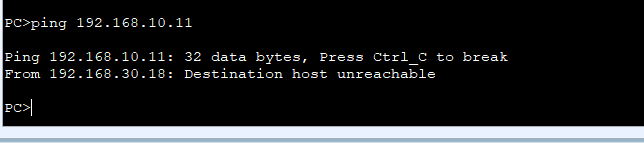 PC>ping 192.168.10.11
Ping 192.168.10.11: 32 data bytes, Press Ctrl_C to break
From 192.168.30.18: Destination host unreachable
PC>